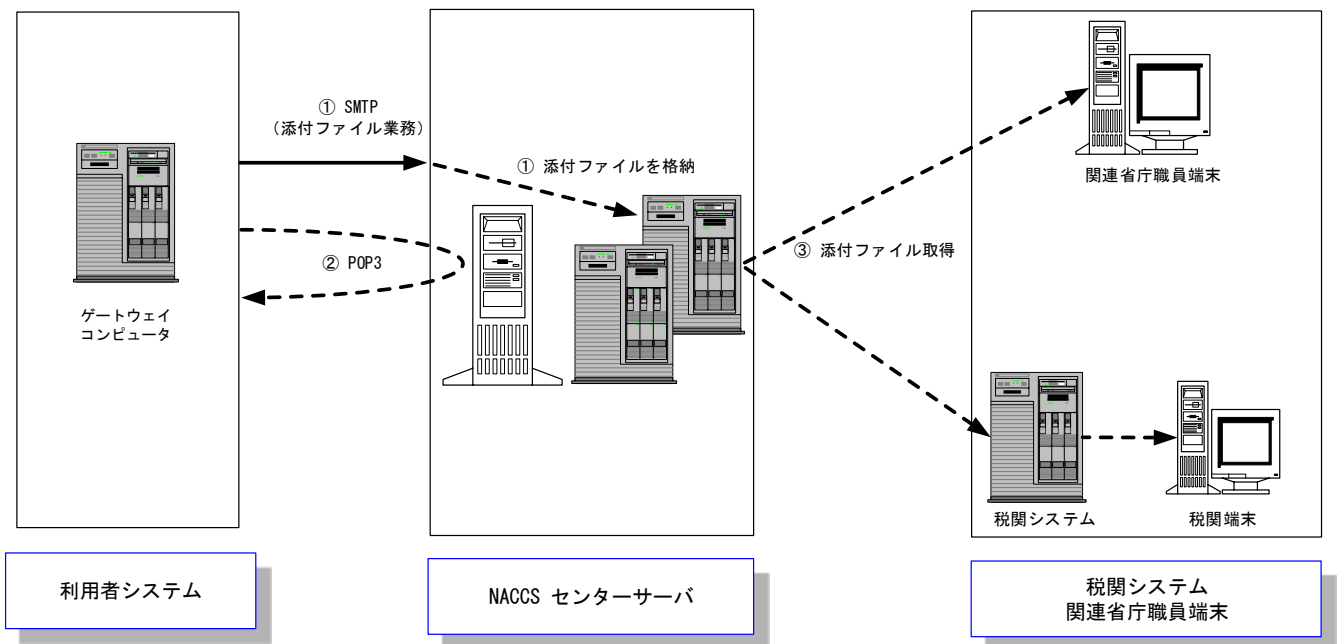 ① SMTP
(添付ファイル業務)
① 添付ファイルを格納
② POP3
ゲートウェイ
コンピュータ
③ 添付ファイル取得
関連省庁職員端末
税関システム
税関端末
利用者システム
NACCS センターサーバ
税関システム
関連省庁職員端末